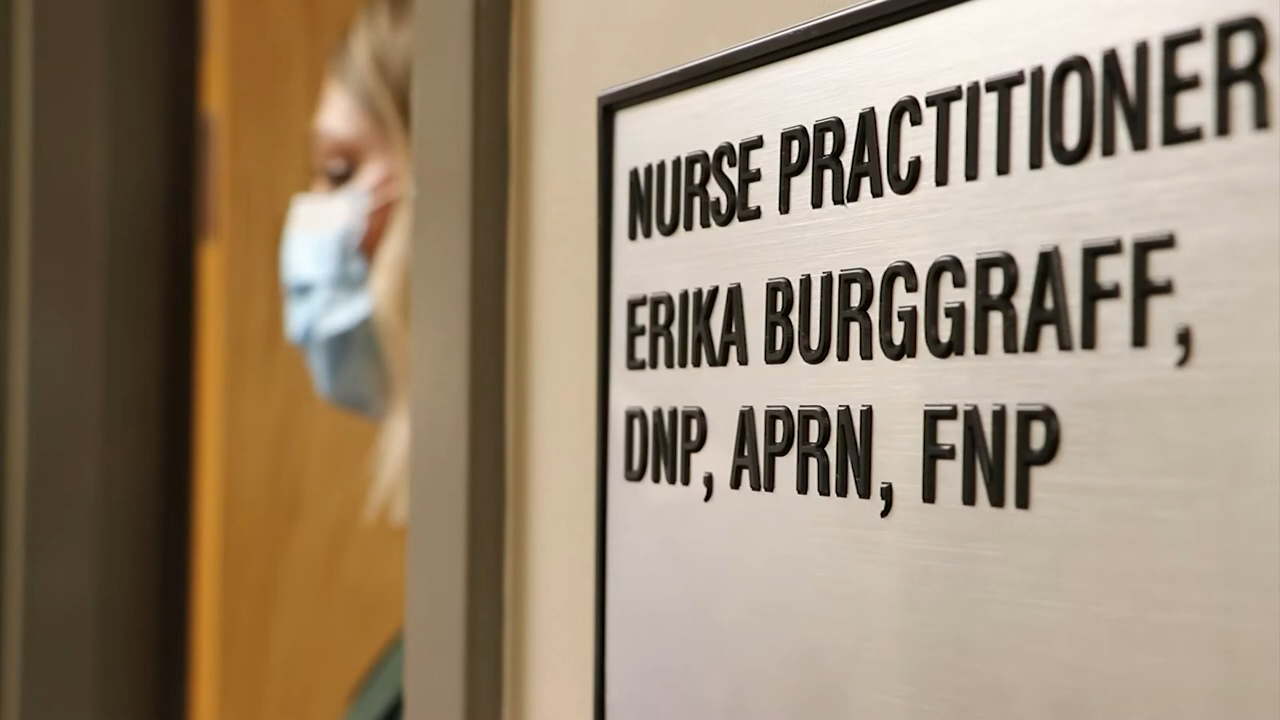 NURSE PRACTITIONER
ERIKA BURGGRAFF,
DNP, APRN, FNP